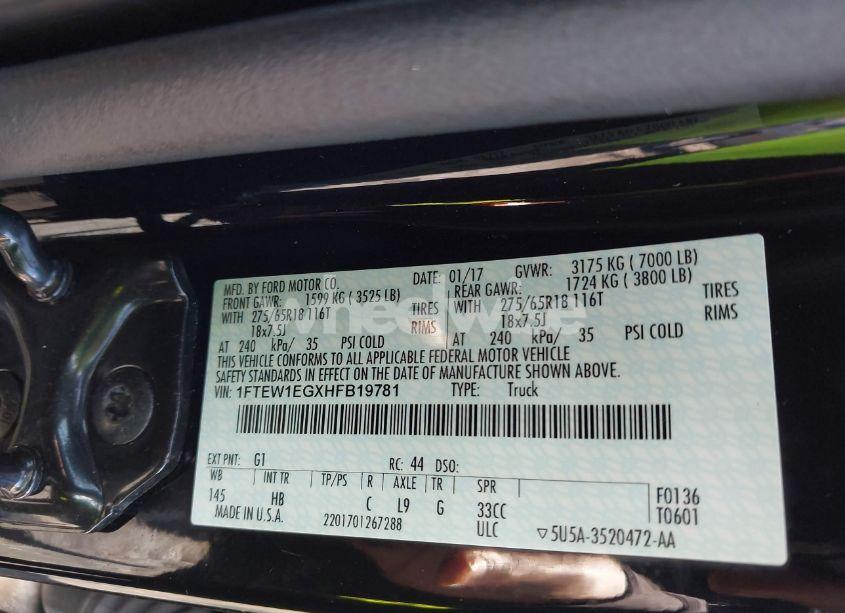 MFD. BY FORD MOTOR CO. DATE: 01/17 GVWR: 3175 KG ( 7000 LB)
FRONT GAWR: 1599 KG ( 3525 LB) REAR GAWR: 1724 KG ( 3800 LB)
WITH 275/65R18 116T TIRES WITH 275/65R18 116T TIRES
18x7.5J RIMS 18x7.5J RIMS
AT 240 kPa/ 35 PSI COLD AT 240 kPa/ 35 PSI COLD
THIS VEHICLE CONFORMS TO ALL APPLICABLE FEDERAL MOTOR VEHICLE
SAFETY STANDARDS IN EFFECT ON THE DATE OF MANUFACTURE SHOWN ABOVE.
VIN: 1FTEW1EGXHFB19781 TYPE: Truck
EXT PNT: G1 RC: 44 DSO:
WB INT TR TP/PS R AXLE TR SPR
145 HB C L9 G 33CC F0136
MADE IN U.S.A. 2201701267288 ULC T0601
▽5U5A-3520472-AA